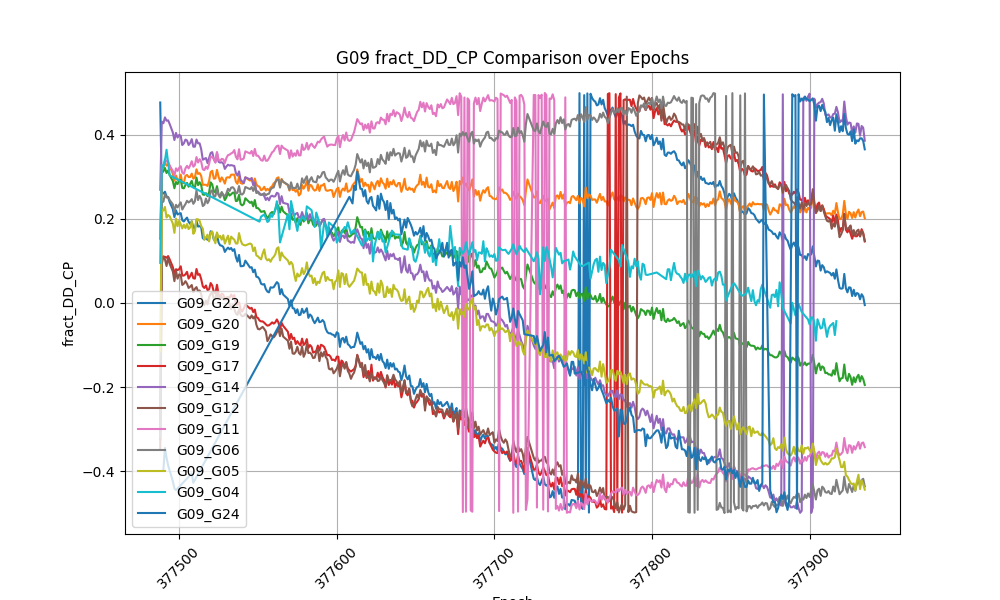 G09 fract_DD_CP Comparison over Epochs
fract_DD_CP
0.4
0.2
0.0
−0.2
−0.4
G09_G22
G09_G20
G09_G19
G09_G17
G09_G14
G09_G12
G09_G11
G09_G06
G09_G05
G09_G04
G09_G24
377500
377600
377700
377800
377900
Epoch